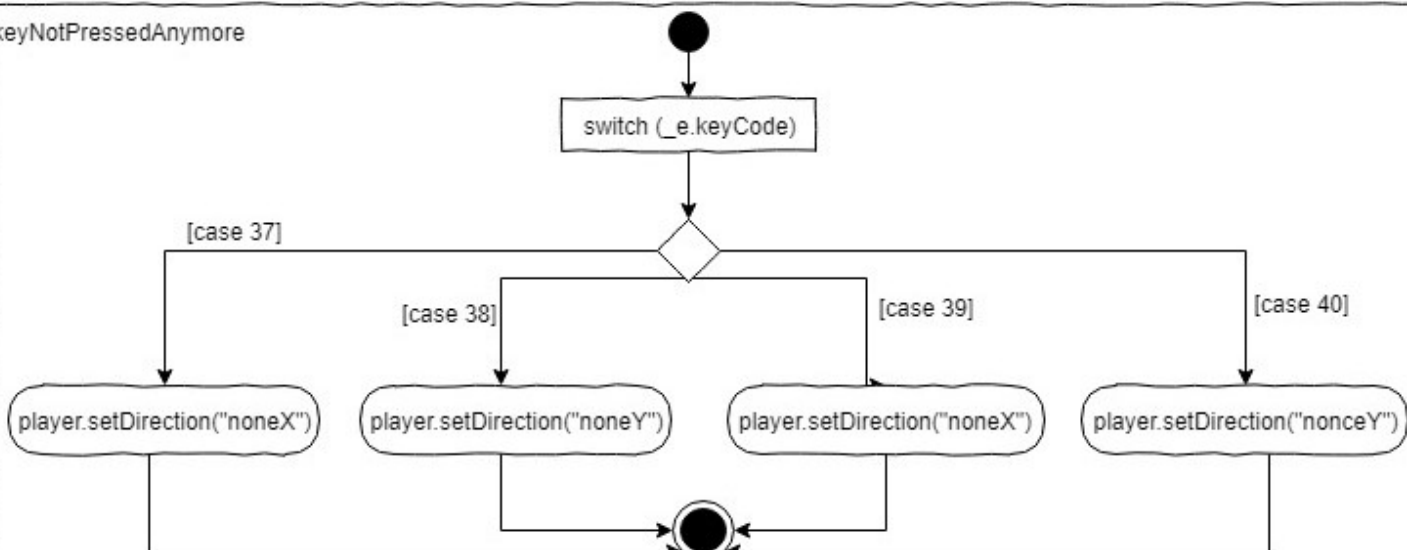 keyNotPressedAnymore
switch (_e.keyCode)
[case 37]
[case 38]
[case 39]
[case 40]
player.setDirection("noneX")
player.setDirection("noneY")
player.setDirection("noneX")
player.setDirection("nonceY")